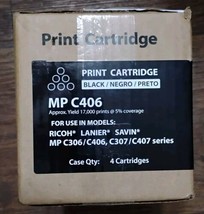 Print Cartridge
PRINT CARTRIDGE
BLACK / NEGRO / PRETO
MP C406
Approx. Yield 17,000 prints @ 5% coverage
FOR USE IN MODELS:
RICOH® LANIER® SAVIN®
MP C306/C406, C307/C407 series
Case Qty: 4 Cartridges